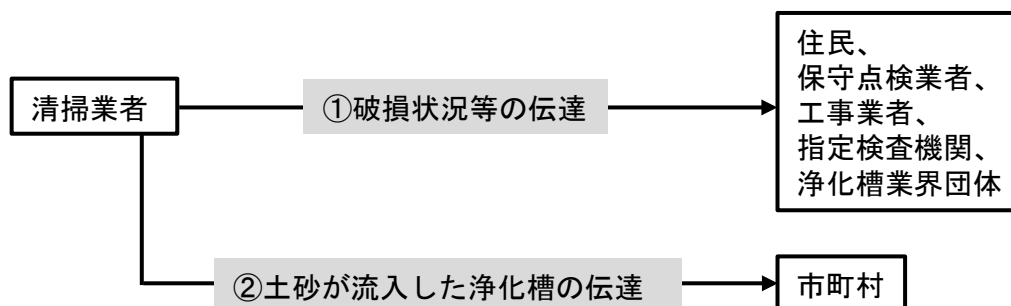 清掃業者
①破損状況等の伝達
住民、
保守点検業者、
工事業者、
指定検査機関、
浄化槽業界団体
②土砂が流入した浄化槽の伝達
市町村